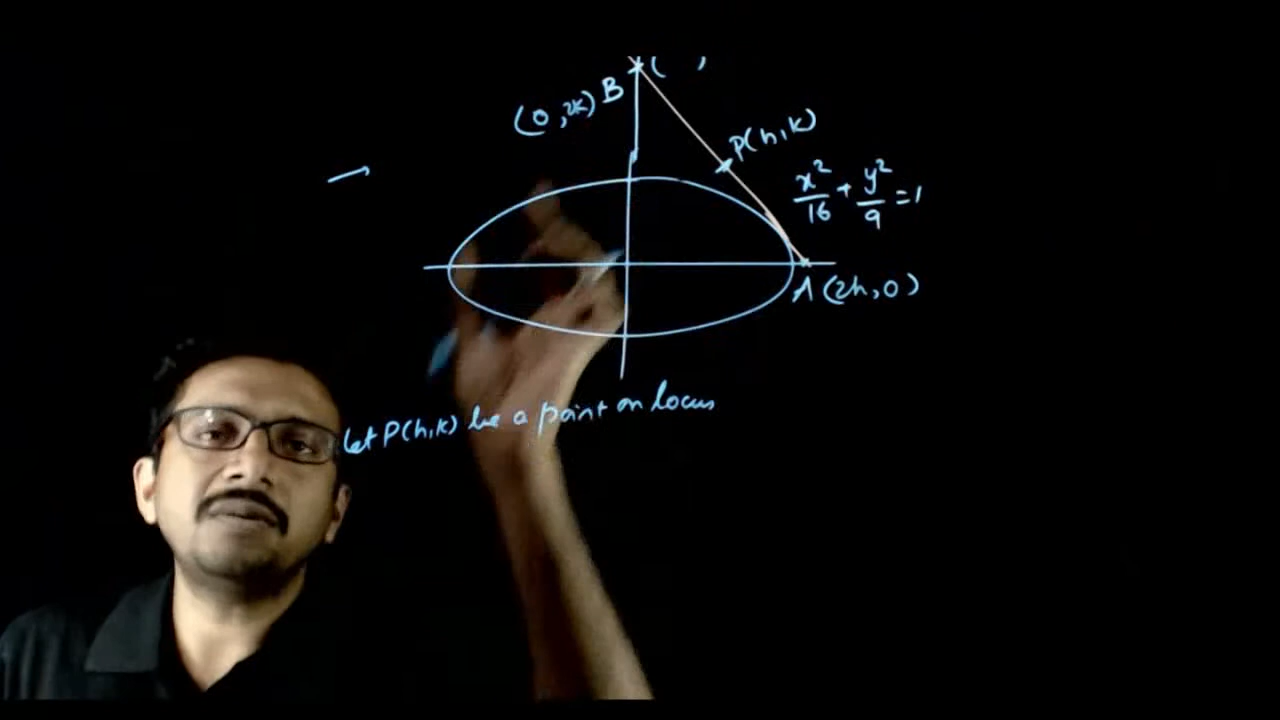 ( ,
B
(0, 2k)
P(h, k)
x²/16 + y²/9 = 1
A (2h, 0)
Let P(h, k) be a point on locus